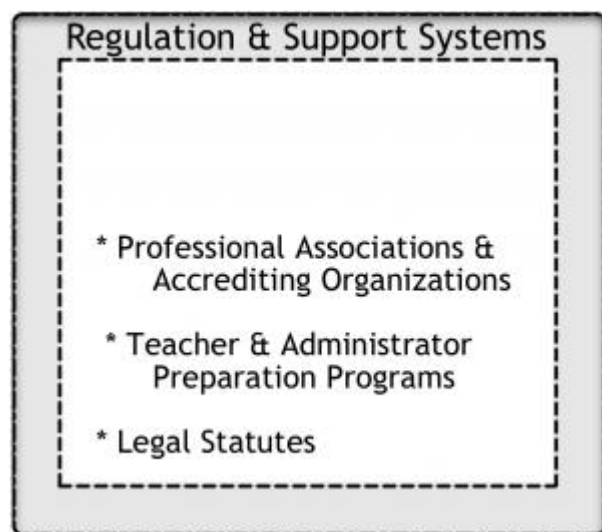 Regulation & Support Systems
* Professional Associations &
Accrediting Organizations
* Teacher & Administrator
Preparation Programs
* Legal Statutes